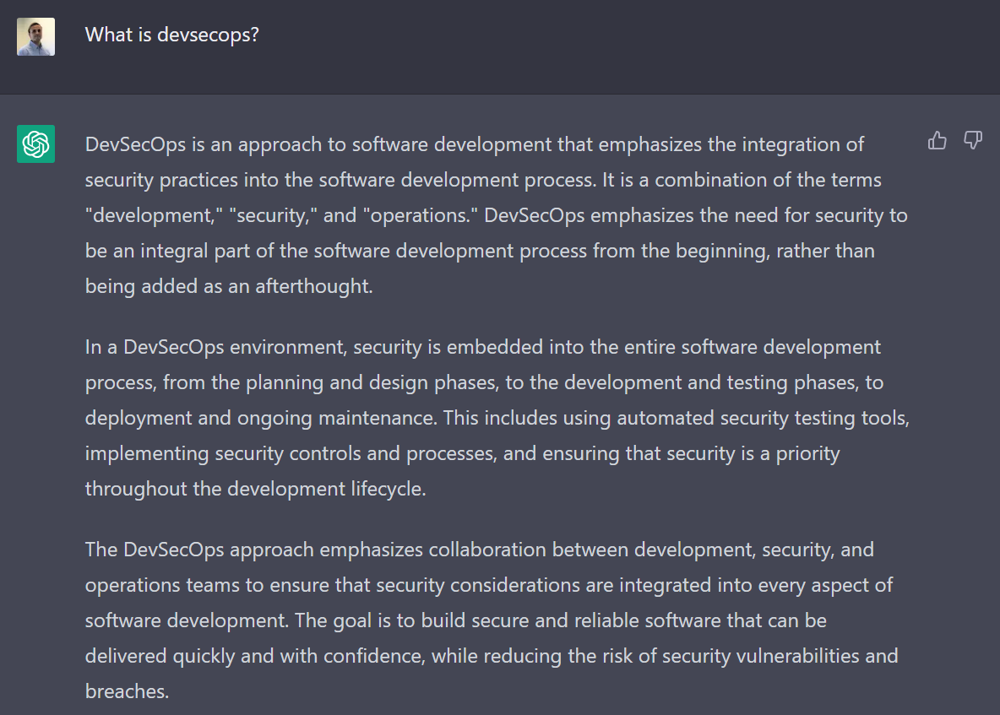 What is devsecops?
DevSecOps is an approach to software development that emphasizes the integration of
security practices into the software development process. It is a combination of the terms
"development," "security," and "operations." DevSecOps emphasizes the need for security to
be an integral part of the software development process from the beginning, rather than
being added as an afterthought.
In a DevSecOps environment, security is embedded into the entire software development
process, from the planning and design phases, to the development and testing phases, to
deployment and ongoing maintenance. This includes using automated security testing tools,
implementing security controls and processes, and ensuring that security is a priority
throughout the development lifecycle.
The DevSecOps approach emphasizes collaboration between development, security, and
operations teams to ensure that security considerations are integrated into every aspect of
software development. The goal is to build secure and reliable software that can be
delivered quickly and with confidence, while reducing the risk of security vulnerabilities and
breaches.